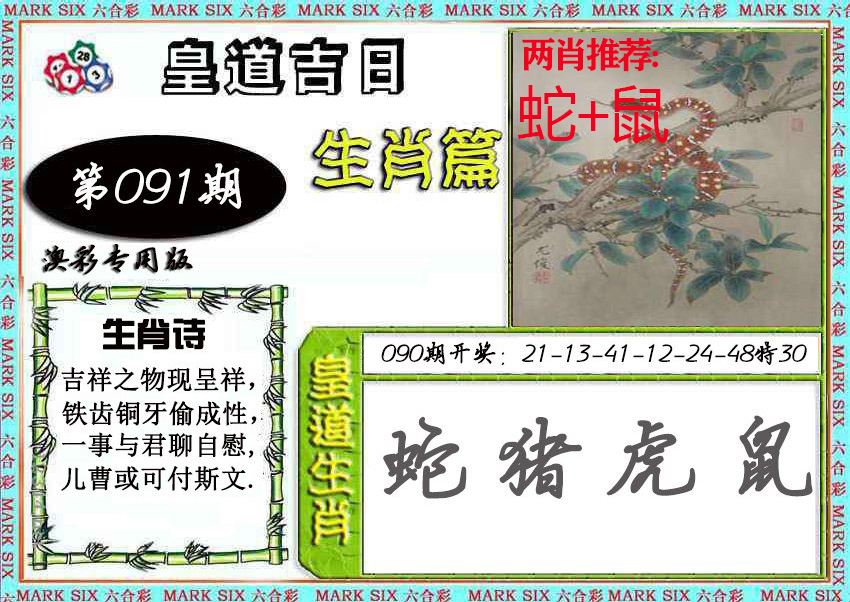 MARK SIX 六合彩 MARK SIX 六合彩 MARK SIX 六合彩 MARK SIX 六合彩 MARK SIX 六合彩 MARK SIX 六合彩
28
1
3
皇道吉日
生肖篇
两肖推荐:
蛇+鼠
第091期
澳彩专用版
生肖诗
吉祥之物现呈祥，
铁齿铜牙偷成性，
一事与君聊自慰，
儿曹或可付斯文.
皇道生肖
090期开奖：21-13-41-12-24-48特30
蛇 猪 虎 鼠
MARK SIX 六合彩 MARK SIX 六合彩 MARK SIX 六合彩 MARK SIX 六合彩 MARK SIX 六合彩 MARK SIX